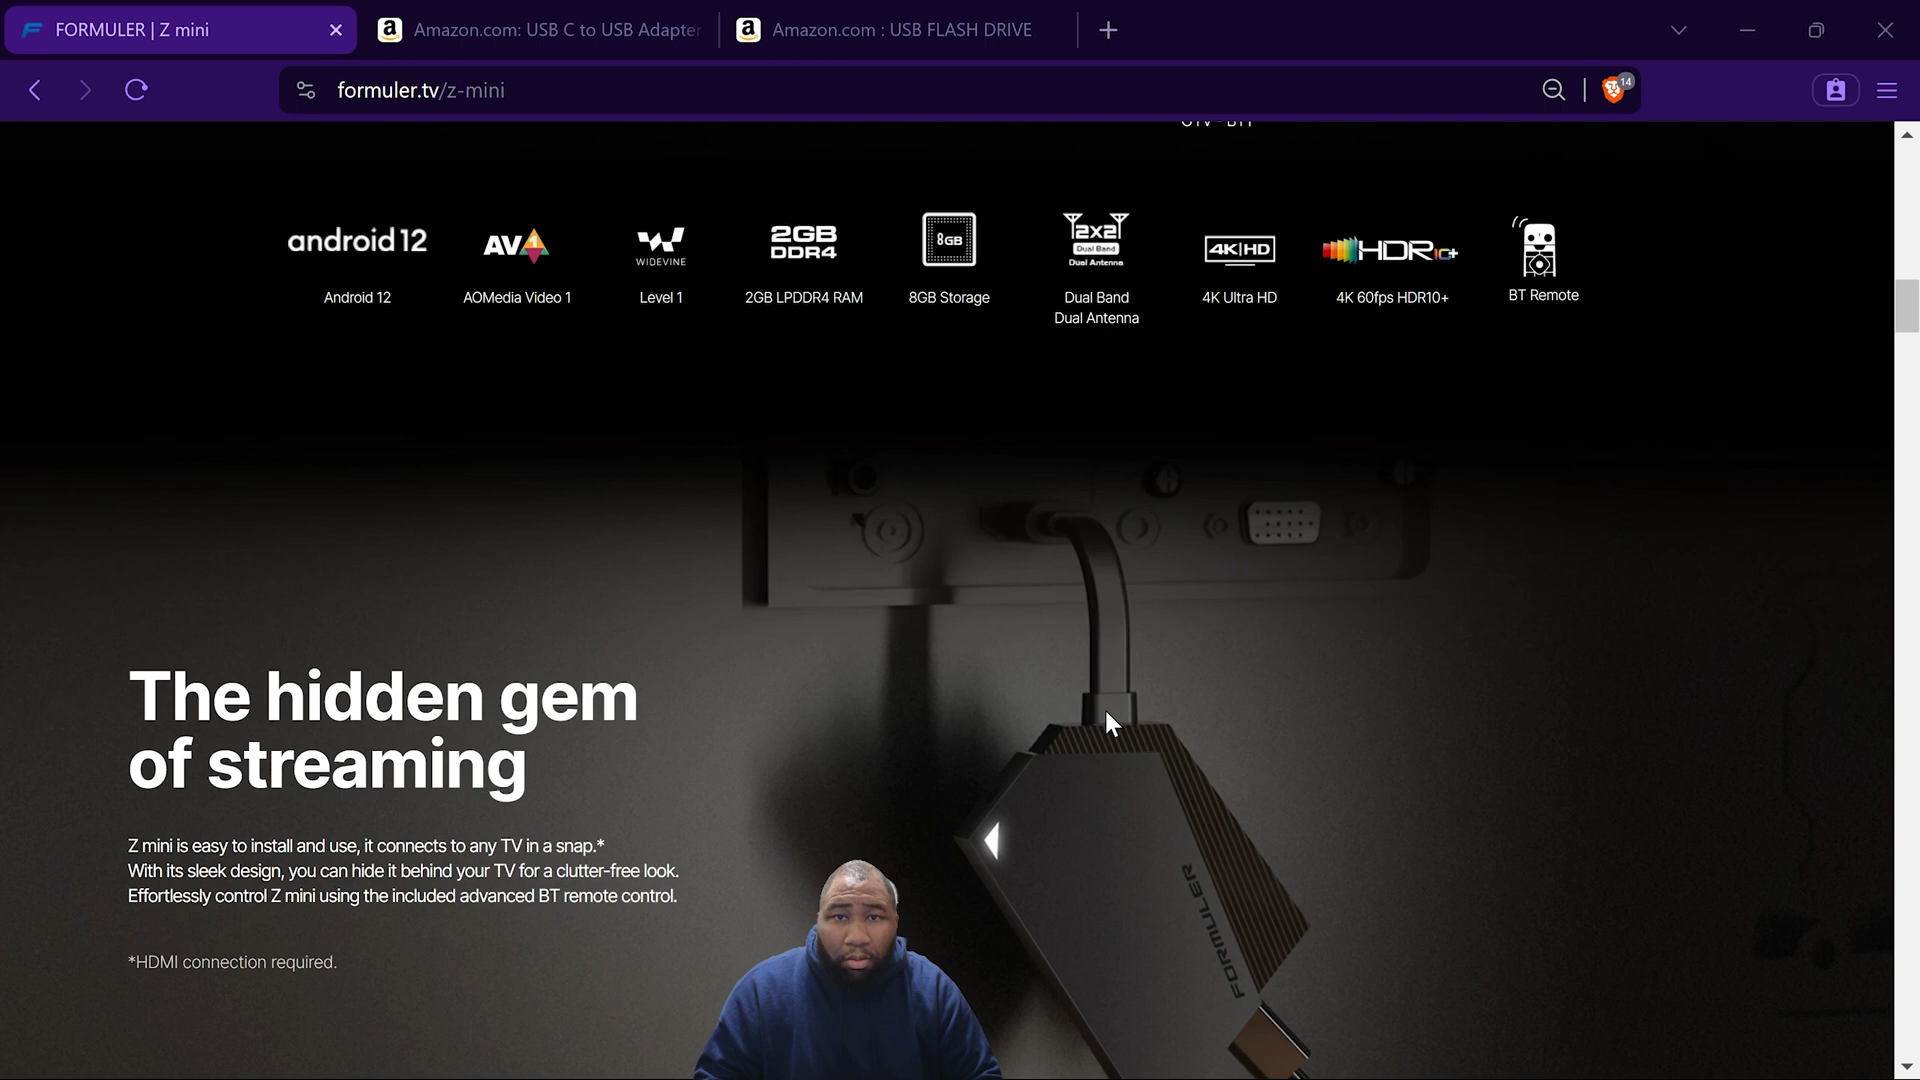 FORMULER | Z mini
Amazon.com: USB C to USB Adapter
Amazon.com : USB FLASH DRIVE
formuler.tv/z-mini
14
android 12
AV1
WIDEVINE
2GB
DDR4
8GB
2x2
Dual Band
Dual Antenna
4K|HD
HDR10+
Android 12
AOMedia Video 1
Level 1
2GB LPDDR4 RAM
8GB Storage
Dual Band
Dual Antenna
4K Ultra HD
4K 60fps HDR10+
BT Remote
The hidden gem
of streaming
Z mini is easy to install and use, it connects to any TV in a snap.*
With its sleek design, you can hide it behind your TV for a clutter-free look.
Effortlessly control Z mini using the included advanced BT remote control.
*HDMI connection required.
FORMULER